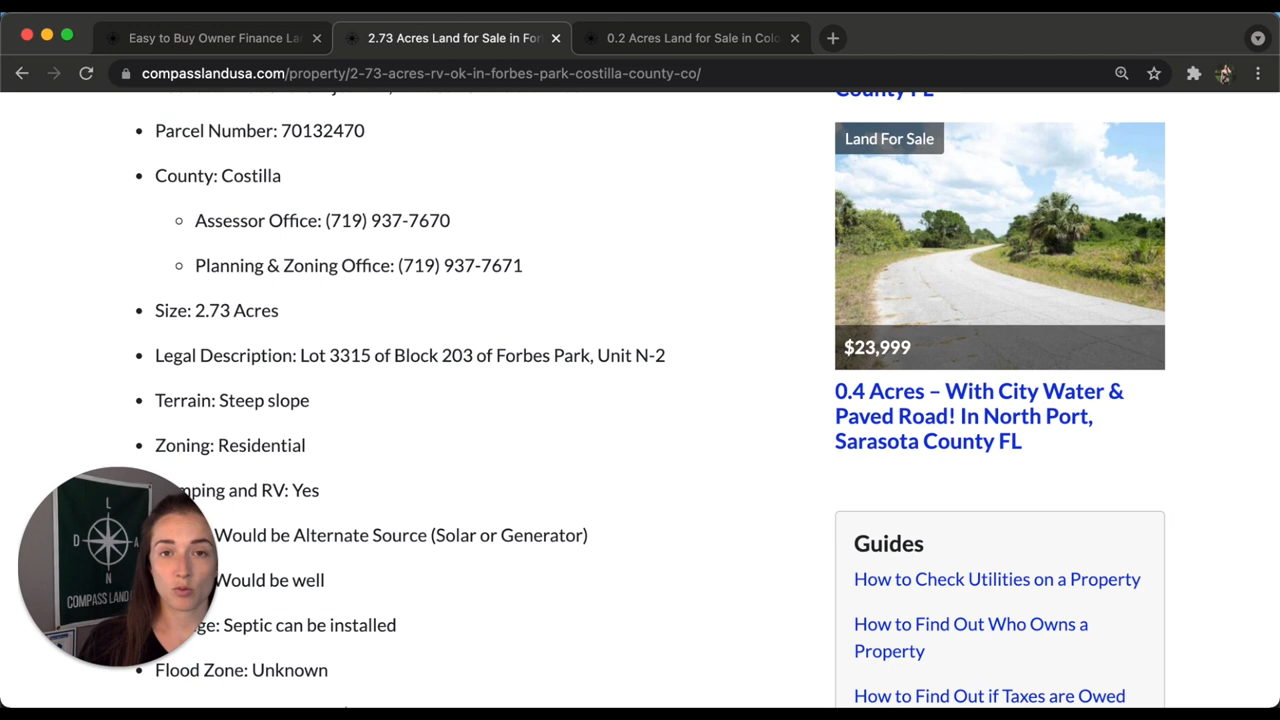 Easy to Buy Owner Finance La
2.73 Acres Land for Sale in For
0.2 Acres Land for Sale in Colo
compasslandusa.com/property/2-73-acres-rv-ok-in-forbes-park-costilla-county-co/
County FL
Parcel Number: 70132470
County: Costilla
Assessor Office: (719) 937-7670
Planning & Zoning Office: (719) 937-7671
Size: 2.73 Acres
Legal Description: Lot 3315 of Block 203 of Forbes Park, Unit N-2
Terrain: Steep slope
Zoning: Residential
mping and RV: Yes
Would be Alternate Source (Solar or Generator)
Would be well
ge: Septic can be installed
Flood Zone: Unknown
L
D A
N
COMPASS LAND
Land For Sale
$23,999
0.4 Acres – With City Water &
Paved Road! In North Port,
Sarasota County FL
Guides
How to Check Utilities on a Property
How to Find Out Who Owns a
Property
How to Find Out if Taxes are Owed